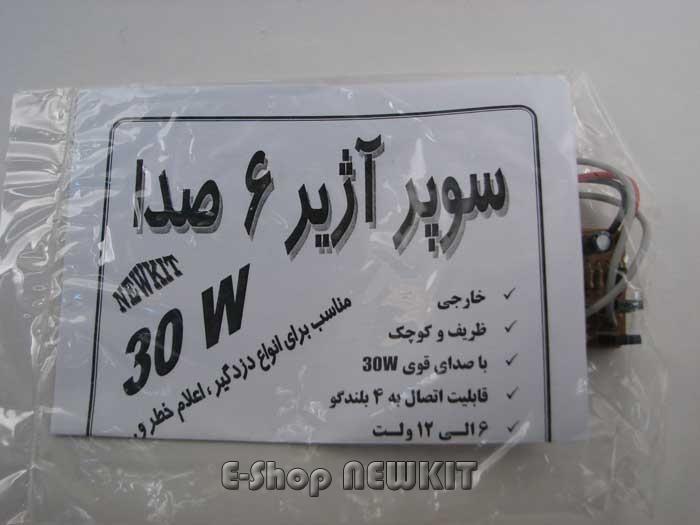 سوپر آژیر ۶ صدا
NEWKIT
30 W
مناسب برای انواع دزدگیر، اعلام خطر و
✓ خارجی
✓ ظریف و کوچک
✓ با صدای قوی 30W
✓ قابلیت اتصال به ۴ بلندگو
✓ ۶ الی ۱۲ ولت
E-Shop NEWKIT